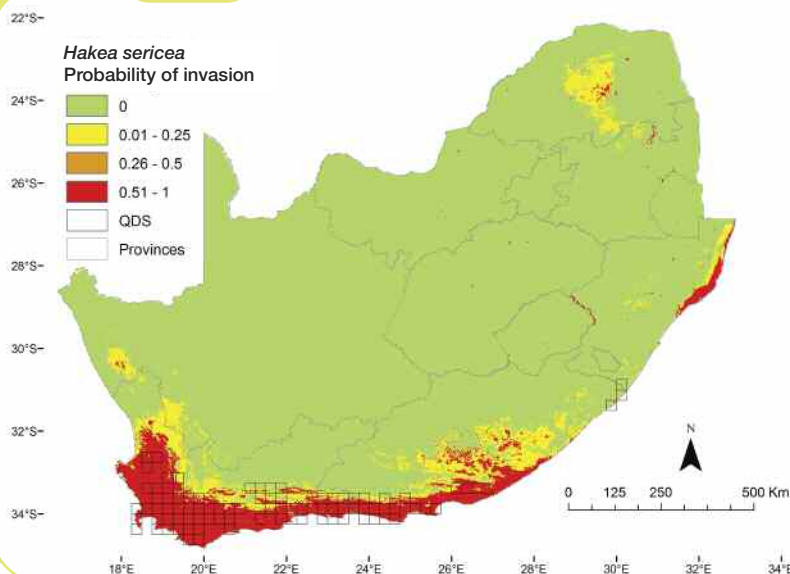 22°S
Hakea sericea
Probability of invasion
24°S
0
0.01 - 0.25
0.26 - 0.5
26°S
0.51 - 1
QDS
Provinces
28°S
30°S
32°S
N
0 125 250 500 Km
34°S
18°E 20°E 22°E 24°E 26°E 28°E 30°E 32°E 34°E